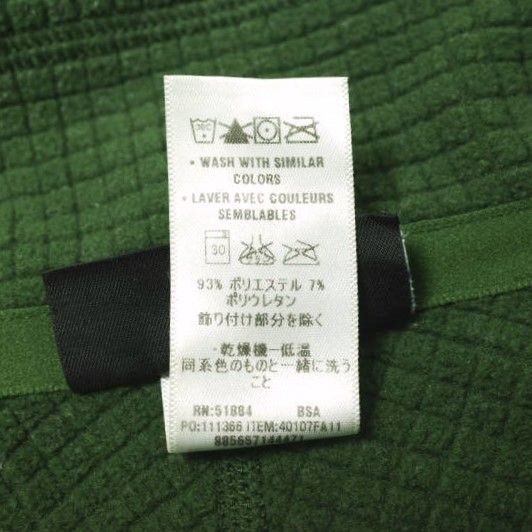 • WASH WITH SIMILAR
COLORS
• LAVER AVEC COULEURS
SEMBLABLES
30
93% ポリエステル 7%
ポリウレタン
飾り付け部分を除く
・乾燥機ー低温
同系色のものと一緒に洗う
こと
RN:51884 BSA
PO:111366 ITEM:40107FA11